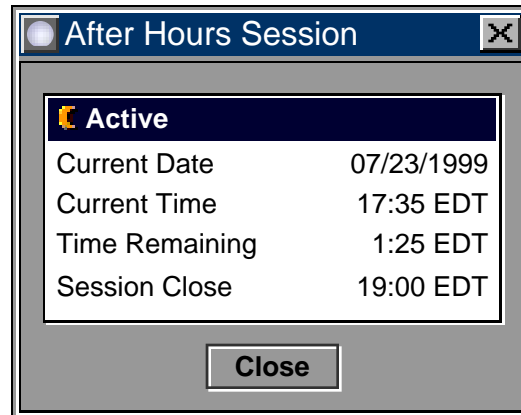 After Hours Session
Active
Current Date 07/23/1999
Current Time 17:35 EDT
Time Remaining 1:25 EDT
Session Close 19:00 EDT
Close